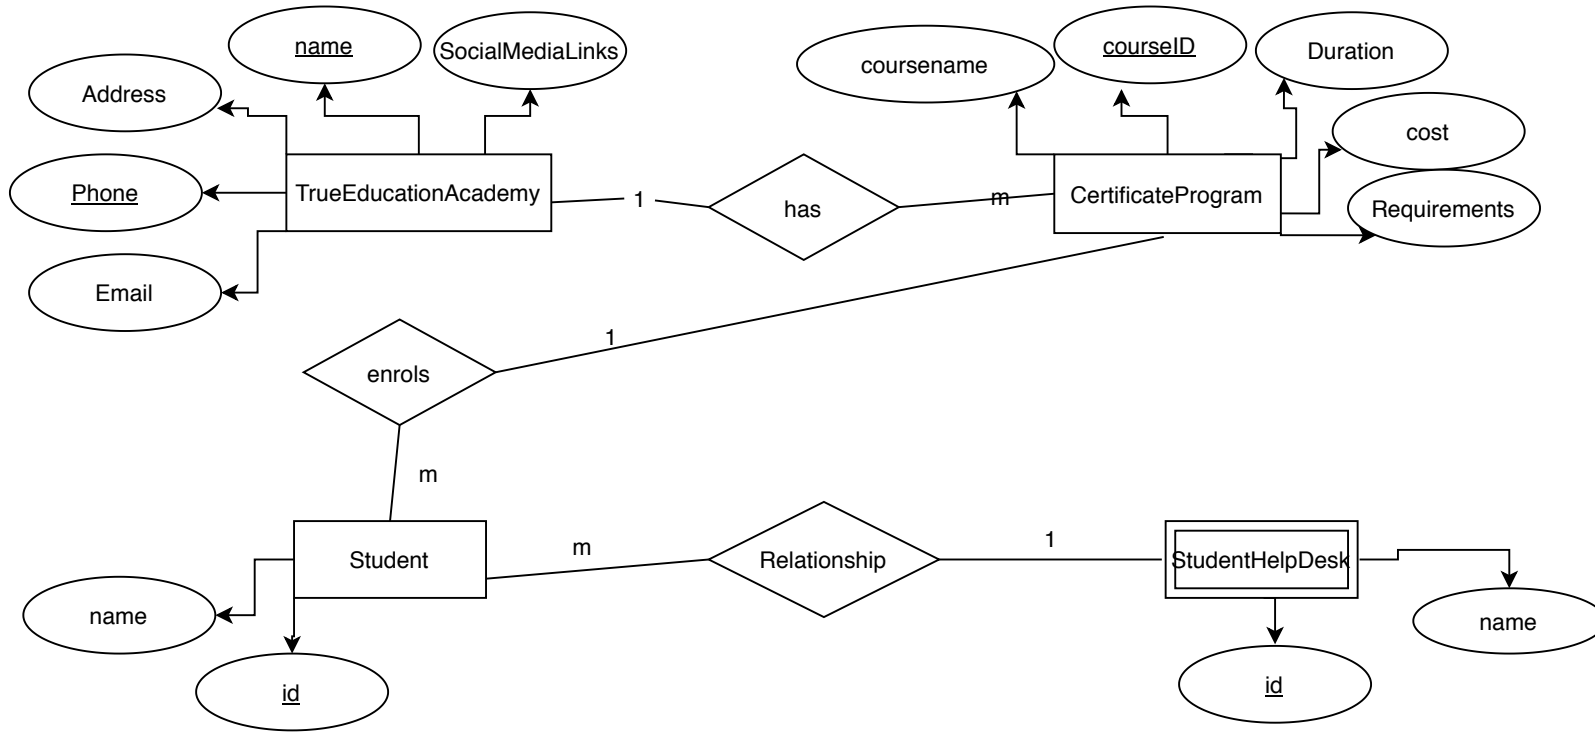 name
SocialMediaLinks
Address
TrueEducationAcademy
Phone
Email
1
has
m
coursename
courseID
Duration
cost
CertificateProgram
Requirements
enrols
1
m
Student
name
id
m
Relationship
1
StudentHelpDesk
name
id